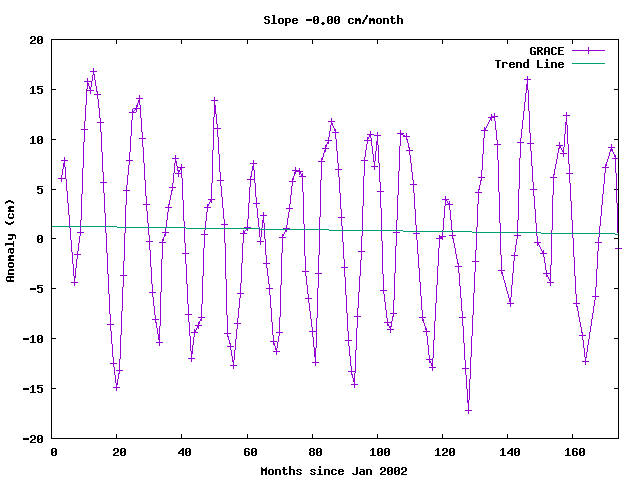 Slope -0.00 cm/month
GRACE
Trend Line
20
15
10
5
0
-5
-10
-15
-20
Anomaly (cm)
0 20 40 60 80 100 120 140 160
Months since Jan 2002